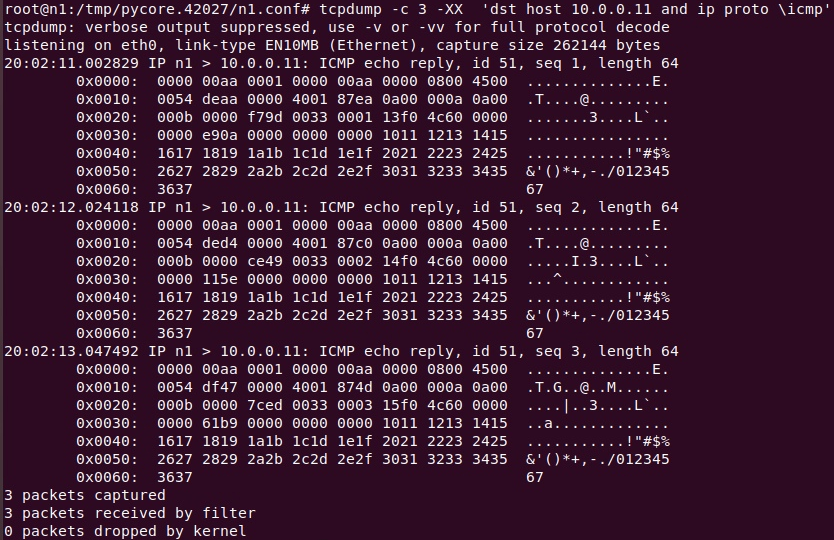 root@n1:/tmp/pycore.42027/n1.conf# tcpdump -c 3 -XX  'dst host 10.0.0.11 and ip proto \icmp'
tcpdump: verbose output suppressed, use -v or -vv for full protocol decode
listening on eth0, link-type EN10MB (Ethernet), capture size 262144 bytes
20:02:11.002829 IP n1 > 10.0.0.11: ICMP echo reply, id 51, seq 1, length 64
        0x0000:  0000 00aa 0001 0000 00aa 0000 0800 4500  ..............E.
        0x0010:  0054 deaa 0000 4001 87ea 0a00 000a 0a00  .T....@.........
        0x0020:  000b 0000 f79d 0033 0001 13f0 4c60 0000  .......3....L`..
        0x0030:  0000 e90a 0000 0000 0000 1011 1213 1415  ................
        0x0040:  1617 1819 1a1b 1c1d 1e1f 2021 2223 2425  ...........!"#$%
        0x0050:  2627 2829 2a2b 2c2d 2e2f 3031 3233 3435  &'()*+,-./012345
        0x0060:  3637                                     67
20:02:12.024118 IP n1 > 10.0.0.11: ICMP echo reply, id 51, seq 2, length 64
        0x0000:  0000 00aa 0001 0000 00aa 0000 0800 4500  ..............E.
        0x0010:  0054 ded4 0000 4001 87c0 0a00 000a 0a00  .T....@.........
        0x0020:  000b 0000 ce49 0033 0002 14f0 4c60 0000  .....I.3....L`..
        0x0030:  0000 115e 0000 0000 0000 1011 1213 1415  ...^............
        0x0040:  1617 1819 1a1b 1c1d 1e1f 2021 2223 2425  ...........!"#$%
        0x0050:  2627 2829 2a2b 2c2d 2e2f 3031 3233 3435  &'()*+,-./012345
        0x0060:  3637                                     67
20:02:13.047492 IP n1 > 10.0.0.11: ICMP echo reply, id 51, seq 3, length 64
        0x0000:  0000 00aa 0001 0000 00aa 0000 0800 4500  ..............E.
        0x0010:  0054 df47 0000 4001 874d 0a00 000a 0a00  .T.G..@..M......
        0x0020:  000b 0000 7ced 0033 0003 15f0 4c60 0000  ....|..3....L`..
        0x0030:  0000 61b9 0000 0000 0000 1011 1213 1415  ..a.............
        0x0040:  1617 1819 1a1b 1c1d 1e1f 2021 2223 2425  ...........!"#$%
        0x0050:  2627 2829 2a2b 2c2d 2e2f 3031 3233 3435  &'()*+,-./012345
        0x0060:  3637                                     67
3 packets captured
3 packets received by filter
0 packets dropped by kernel